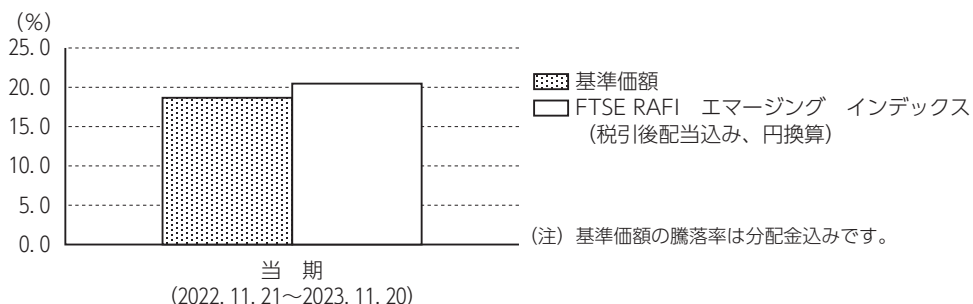 (%)
25.0
20.0
15.0
10.0
5.0
0.0
当 期
(2022.11.21~2023.11.20)
基準価額
FTSE RAFI エマージング インデックス
(税引後配当込み、円換算)
(注)基準価額の騰落率は分配金込みです。